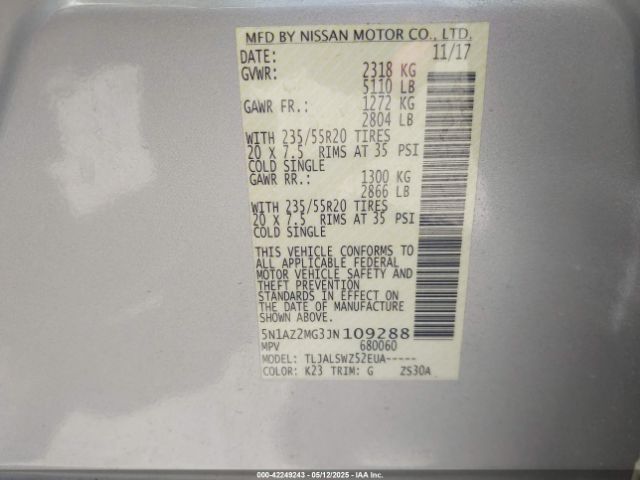 MFD BY NISSAN MOTOR CO., LTD.
DATE: 11/17
GVWR: 2318 KG
5110 LB
GAWR FR.: 1272 KG
2804 LB
WITH 235/55R20 TIRES
20 X 7.5 RIMS AT 35 PSI
COLD SINGLE
GAWR RR.: 1300 KG
2866 LB
WITH 235/55R20 TIRES
20 X 7.5 RIMS AT 35 PSI
COLD SINGLE
THIS VEHICLE CONFORMS TO
ALL APPLICABLE FEDERAL
MOTOR VEHICLE SAFETY AND
THEFT PREVENTION
STANDARDS IN EFFECT ON
THE DATE OF MANUFACTURE
SHOWN ABOVE.
5N1AZ2MG3JN109288
MPV 680060
MODEL: TLJALSWZ52EUA-----
COLOR: K23 TRIM: G ZS30A
000-42249243 - 05/12/2025 - IAA Inc.